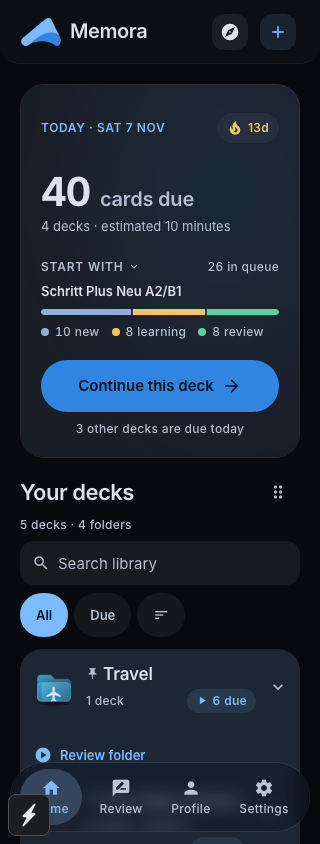 Memora
TODAY · SAT 7 NOV
13d
40 cards due
4 decks · estimated 10 minutes
START WITH
26 in queue
Schritt Plus Neu A2/B1
10 new
8 learning
8 review
Continue this deck
3 other decks are due today
Your decks
5 decks · 4 folders
Search library
All
Due
Travel
1 deck
6 due
Review folder
Review
Profile
Settings